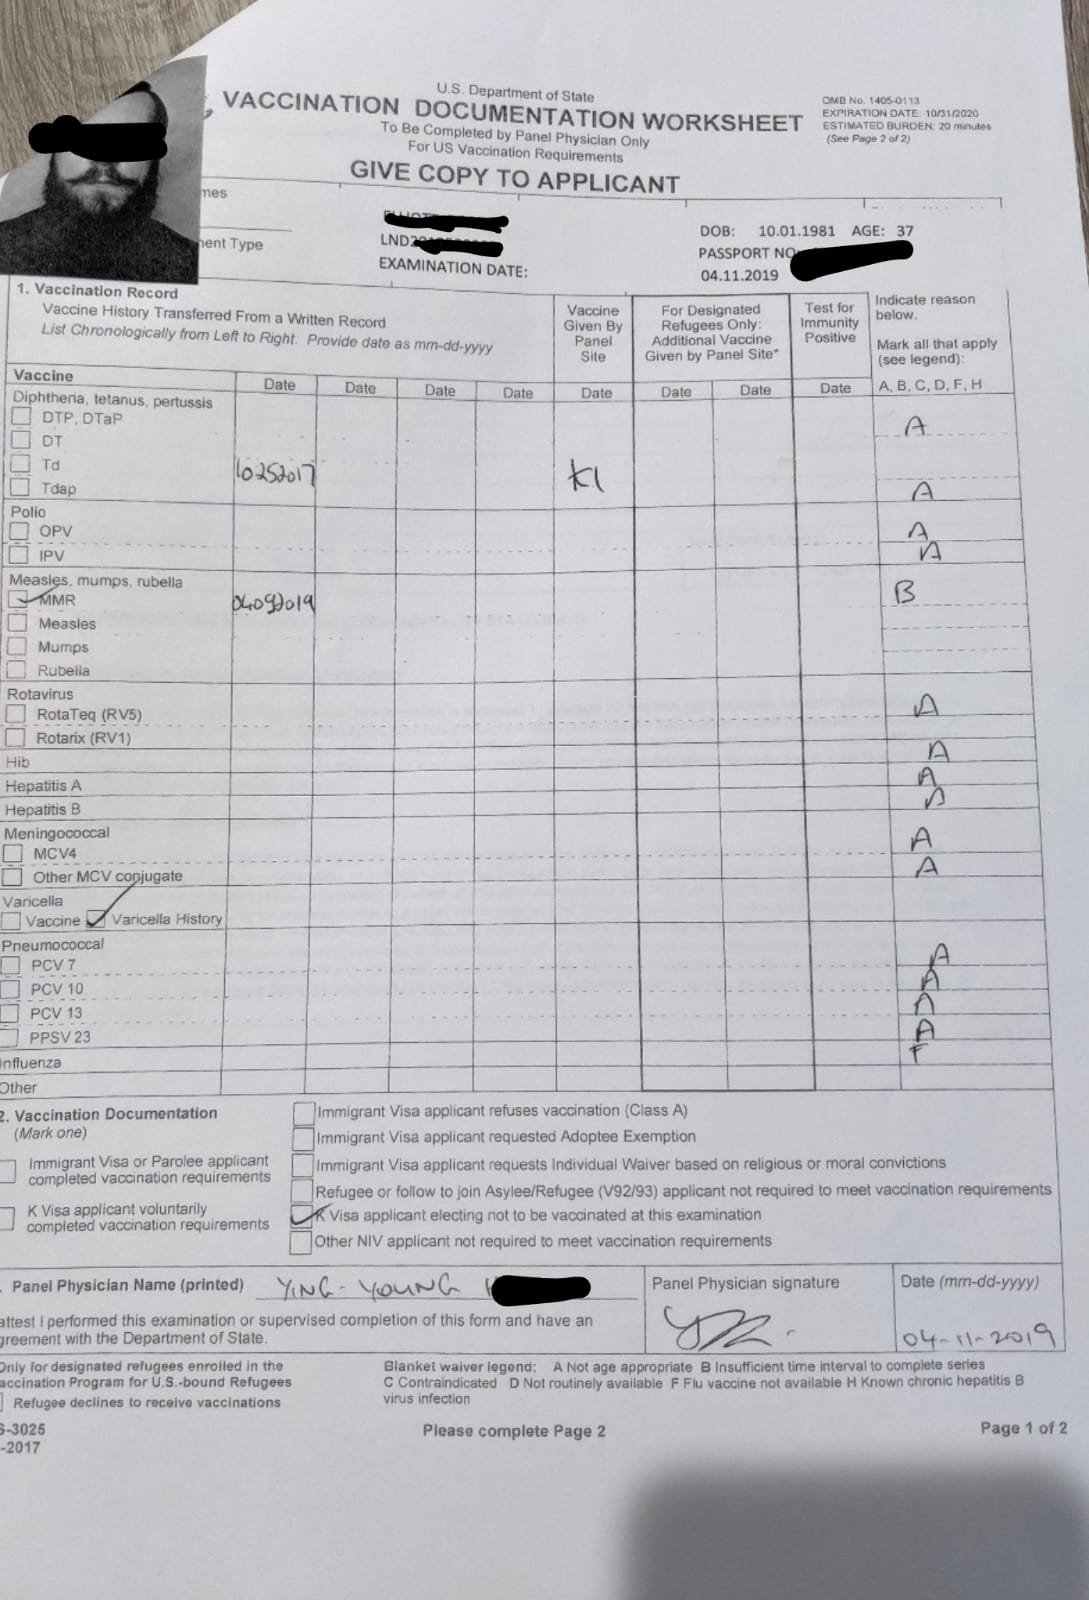 U.S. Department of State
VACCINATION DOCUMENTATION WORKSHEET
To Be Completed by Panel Physician Only
For US Vaccination Requirements
GIVE COPY TO APPLICANT
OMB No. 1405-0113
EXPIRATION DATE: 10/31/2020
ESTIMATED BURDEN: 20 minutes
(See Page 2 of 2)
mes
ent Type
LND2
EXAMINATION DATE:
DOB: 10.01.1981 AGE: 37
PASSPORT NO
04.11.2019
1. Vaccination Record
Vaccine History Transferred From a Written Record
List Chronologically from Left to Right. Provide date as mm-dd-yyyy
Vaccine Given By Panel Site
For Designated Refugees Only: Additional Vaccine Given by Panel Site*
Test for Immunity Positive
Indicate reason below.
Mark all that apply (see legend):
Vaccine Date Date Date Date Date Date Date Date A, B, C, D, F, H
Diphtheria, tetanus, pertussis
DTP, DTaP A
DT
Td 10252017
Tdap A
Polio
OPV A
IPV A
Measles, mumps, rubella
MMR 04092019 B
Measles
Mumps
Rubella
Rotavirus
RotaTeq (RV5) A
Rotarix (RV1)
Hib A
Hepatitis A A
Hepatitis B A
Meningococcal
MCV4 A
Other MCV conjugate A
Varicella
Vaccine Varicella History
Pneumococcal
PCV 7 A
PCV 10 A
PCV 13 A
PPSV 23 A
nfluenza F
Other
2. Vaccination Documentation
(Mark one)
Immigrant Visa or Parolee applicant
completed vaccination requirements
K Visa applicant voluntarily
completed vaccination requirements
Immigrant Visa applicant refuses vaccination (Class A)
Immigrant Visa applicant requested Adoptee Exemption
Immigrant Visa applicant requests Individual Waiver based on religious or moral convictions
Refugee or follow to join Asylee/Refugee (V92/93) applicant not required to meet vaccination requirements
K Visa applicant electing not to be vaccinated at this examination
Other NIV applicant not required to meet vaccination requirements
. Panel Physician Name (printed) YING-YOUNG
attest I performed this examination or supervised completion of this form and have an
greement with the Department of State.
Panel Physician signature
Date (mm-dd-yyyy)
04-11-2019
Only for designated refugees enrolled in the
accination Program for U.S.-bound Refugees
Refugee declines to receive vaccinations
Blanket waiver legend: A Not age appropriate B Insufficient time interval to complete series
C Contraindicated D Not routinely available F Flu vaccine not available H Known chronic hepatitis B
virus infection
S-3025
-2017
Please complete Page 2
Page 1 of 2